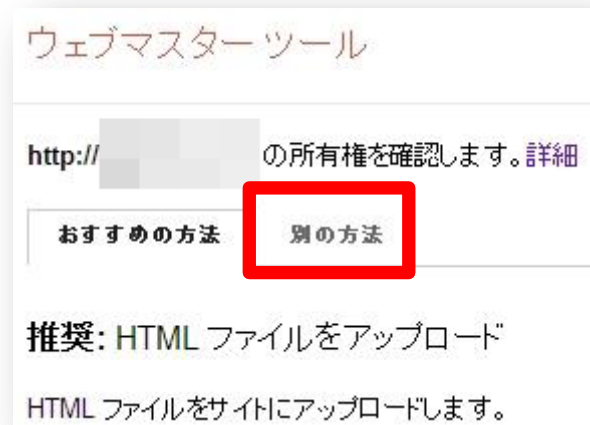 ウェブマスター ツール
http:// の所有権を確認します。詳細
おすすめの方法 別の方法
推奨: HTML ファイルをアップロード
HTML ファイルをサイトにアップロードします。